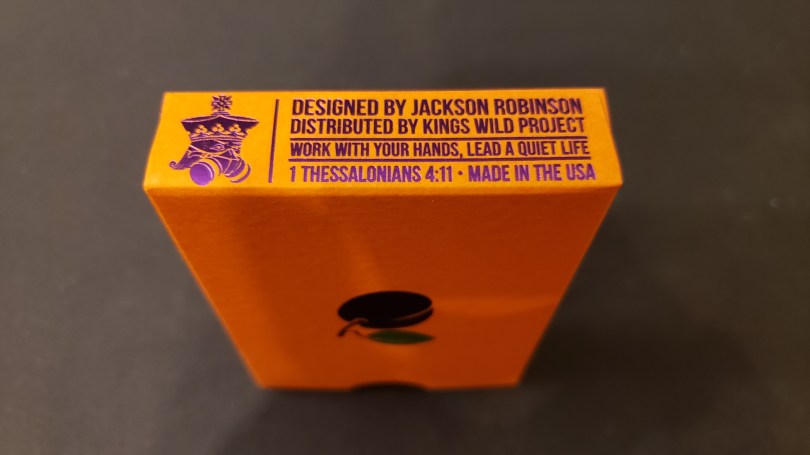 DESIGNED BY JACKSON ROBINSON
DISTRIBUTED BY KINGS WILD PROJECT
WORK WITH YOUR HANDS, LEAD A QUIET LIFE
1 THESSALONIANS 4:11 • MADE IN THE USA